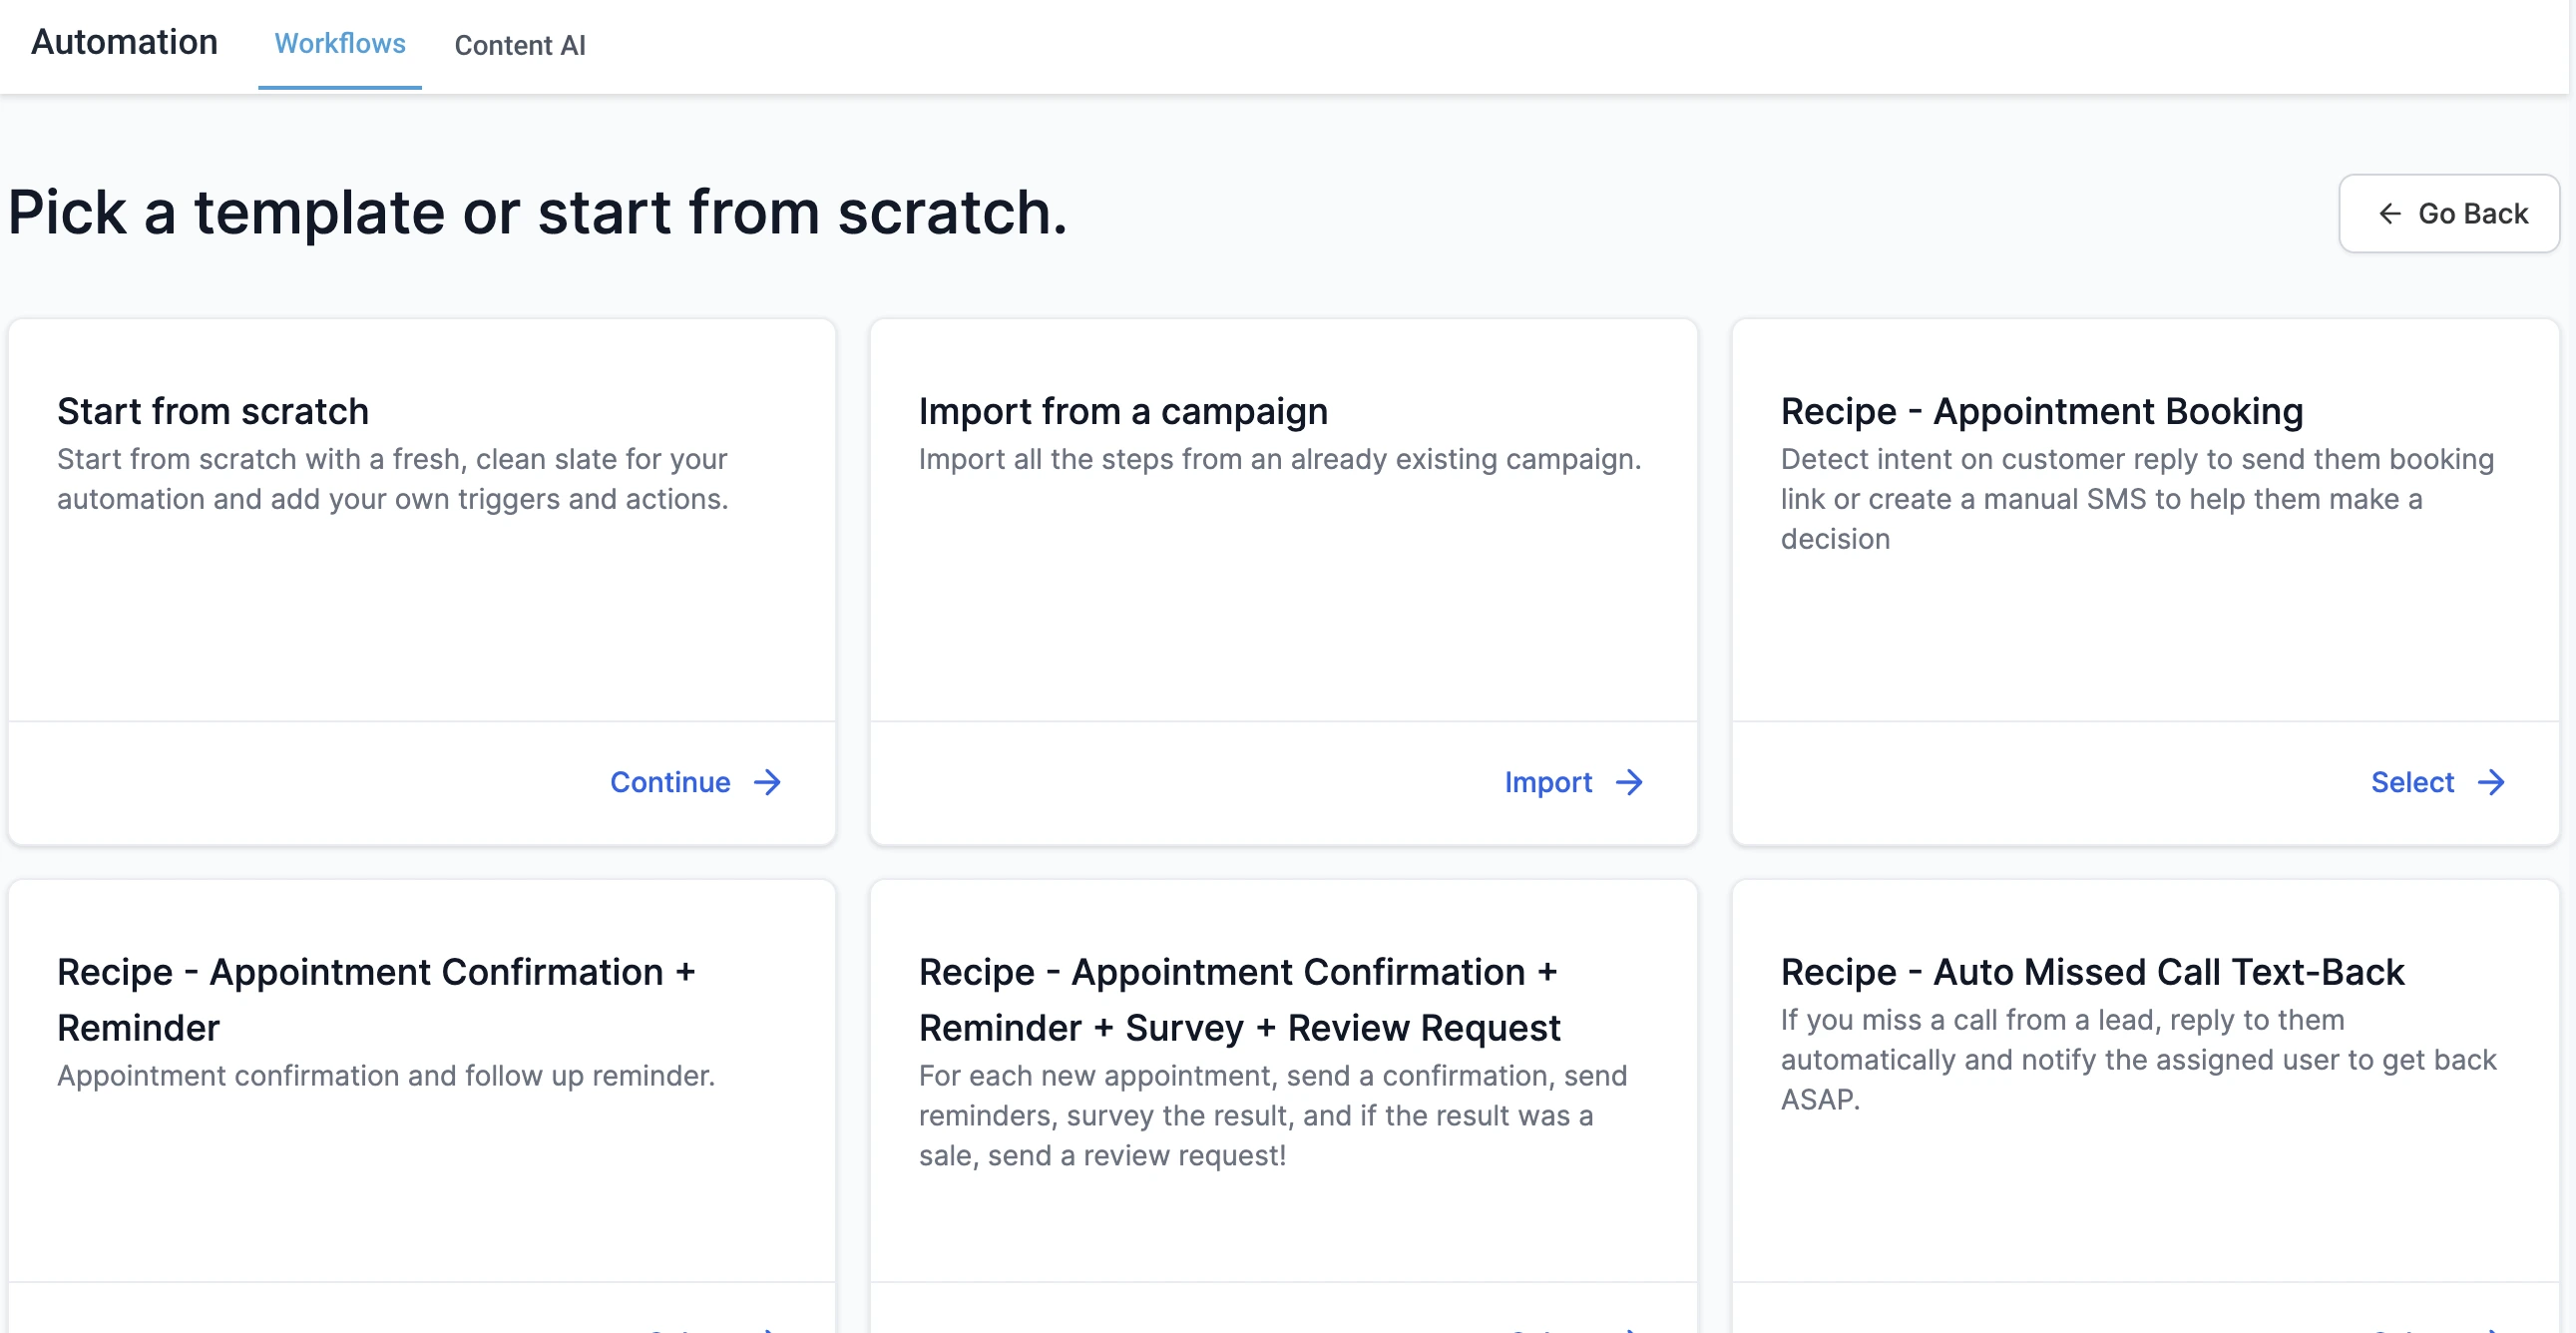 Automation
Workflows
Content AI
Pick a template or start from scratch.
Go Back
Start from scratch
Start from scratch with a fresh, clean slate for your
automation and add your own triggers and actions.
Continue
Import from a campaign
Import all the steps from an already existing campaign.
Import
Recipe - Appointment Booking
Detect intent on customer reply to send them booking
link or create a manual SMS to help them make a
decision
Select
Recipe - Appointment Confirmation +
Reminder
Appointment confirmation and follow up reminder.
Recipe - Appointment Confirmation +
Reminder + Survey + Review Request
For each new appointment, send a confirmation, send
reminders, survey the result, and if the result was a
sale, send a review request!
Recipe - Auto Missed Call Text-Back
If you miss a call from a lead, reply to them
automatically and notify the assigned user to get back
ASAP.